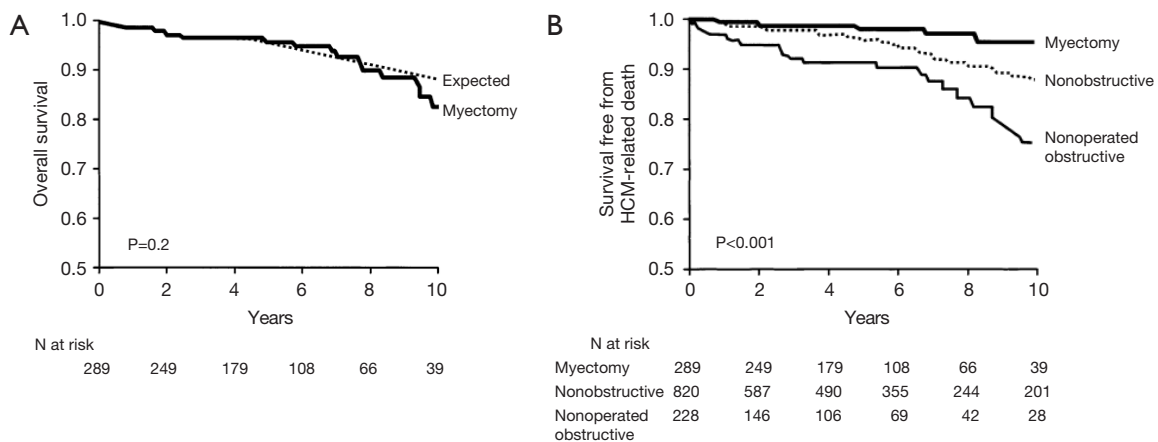 A
1.0
0.9
0.8
0.7
0.6
0.5
Overall survival
Expected
Myectomy
P=0.2
0 2 4 6 8 10
Years
N at risk
289 249 179 108 66 39
B
1.0
0.9
0.8
0.7
0.6
0.5
Survival free from
HCM-related death
Myectomy
Nonobstructive
Nonoperated
obstructive
P<0.001
0 2 4 6 8 10
Years
N at risk
Myectomy 289 249 179 108 66 39
Nonobstructive 820 587 490 355 244 201
Nonoperated 228 146 106 69 42 28
obstructive